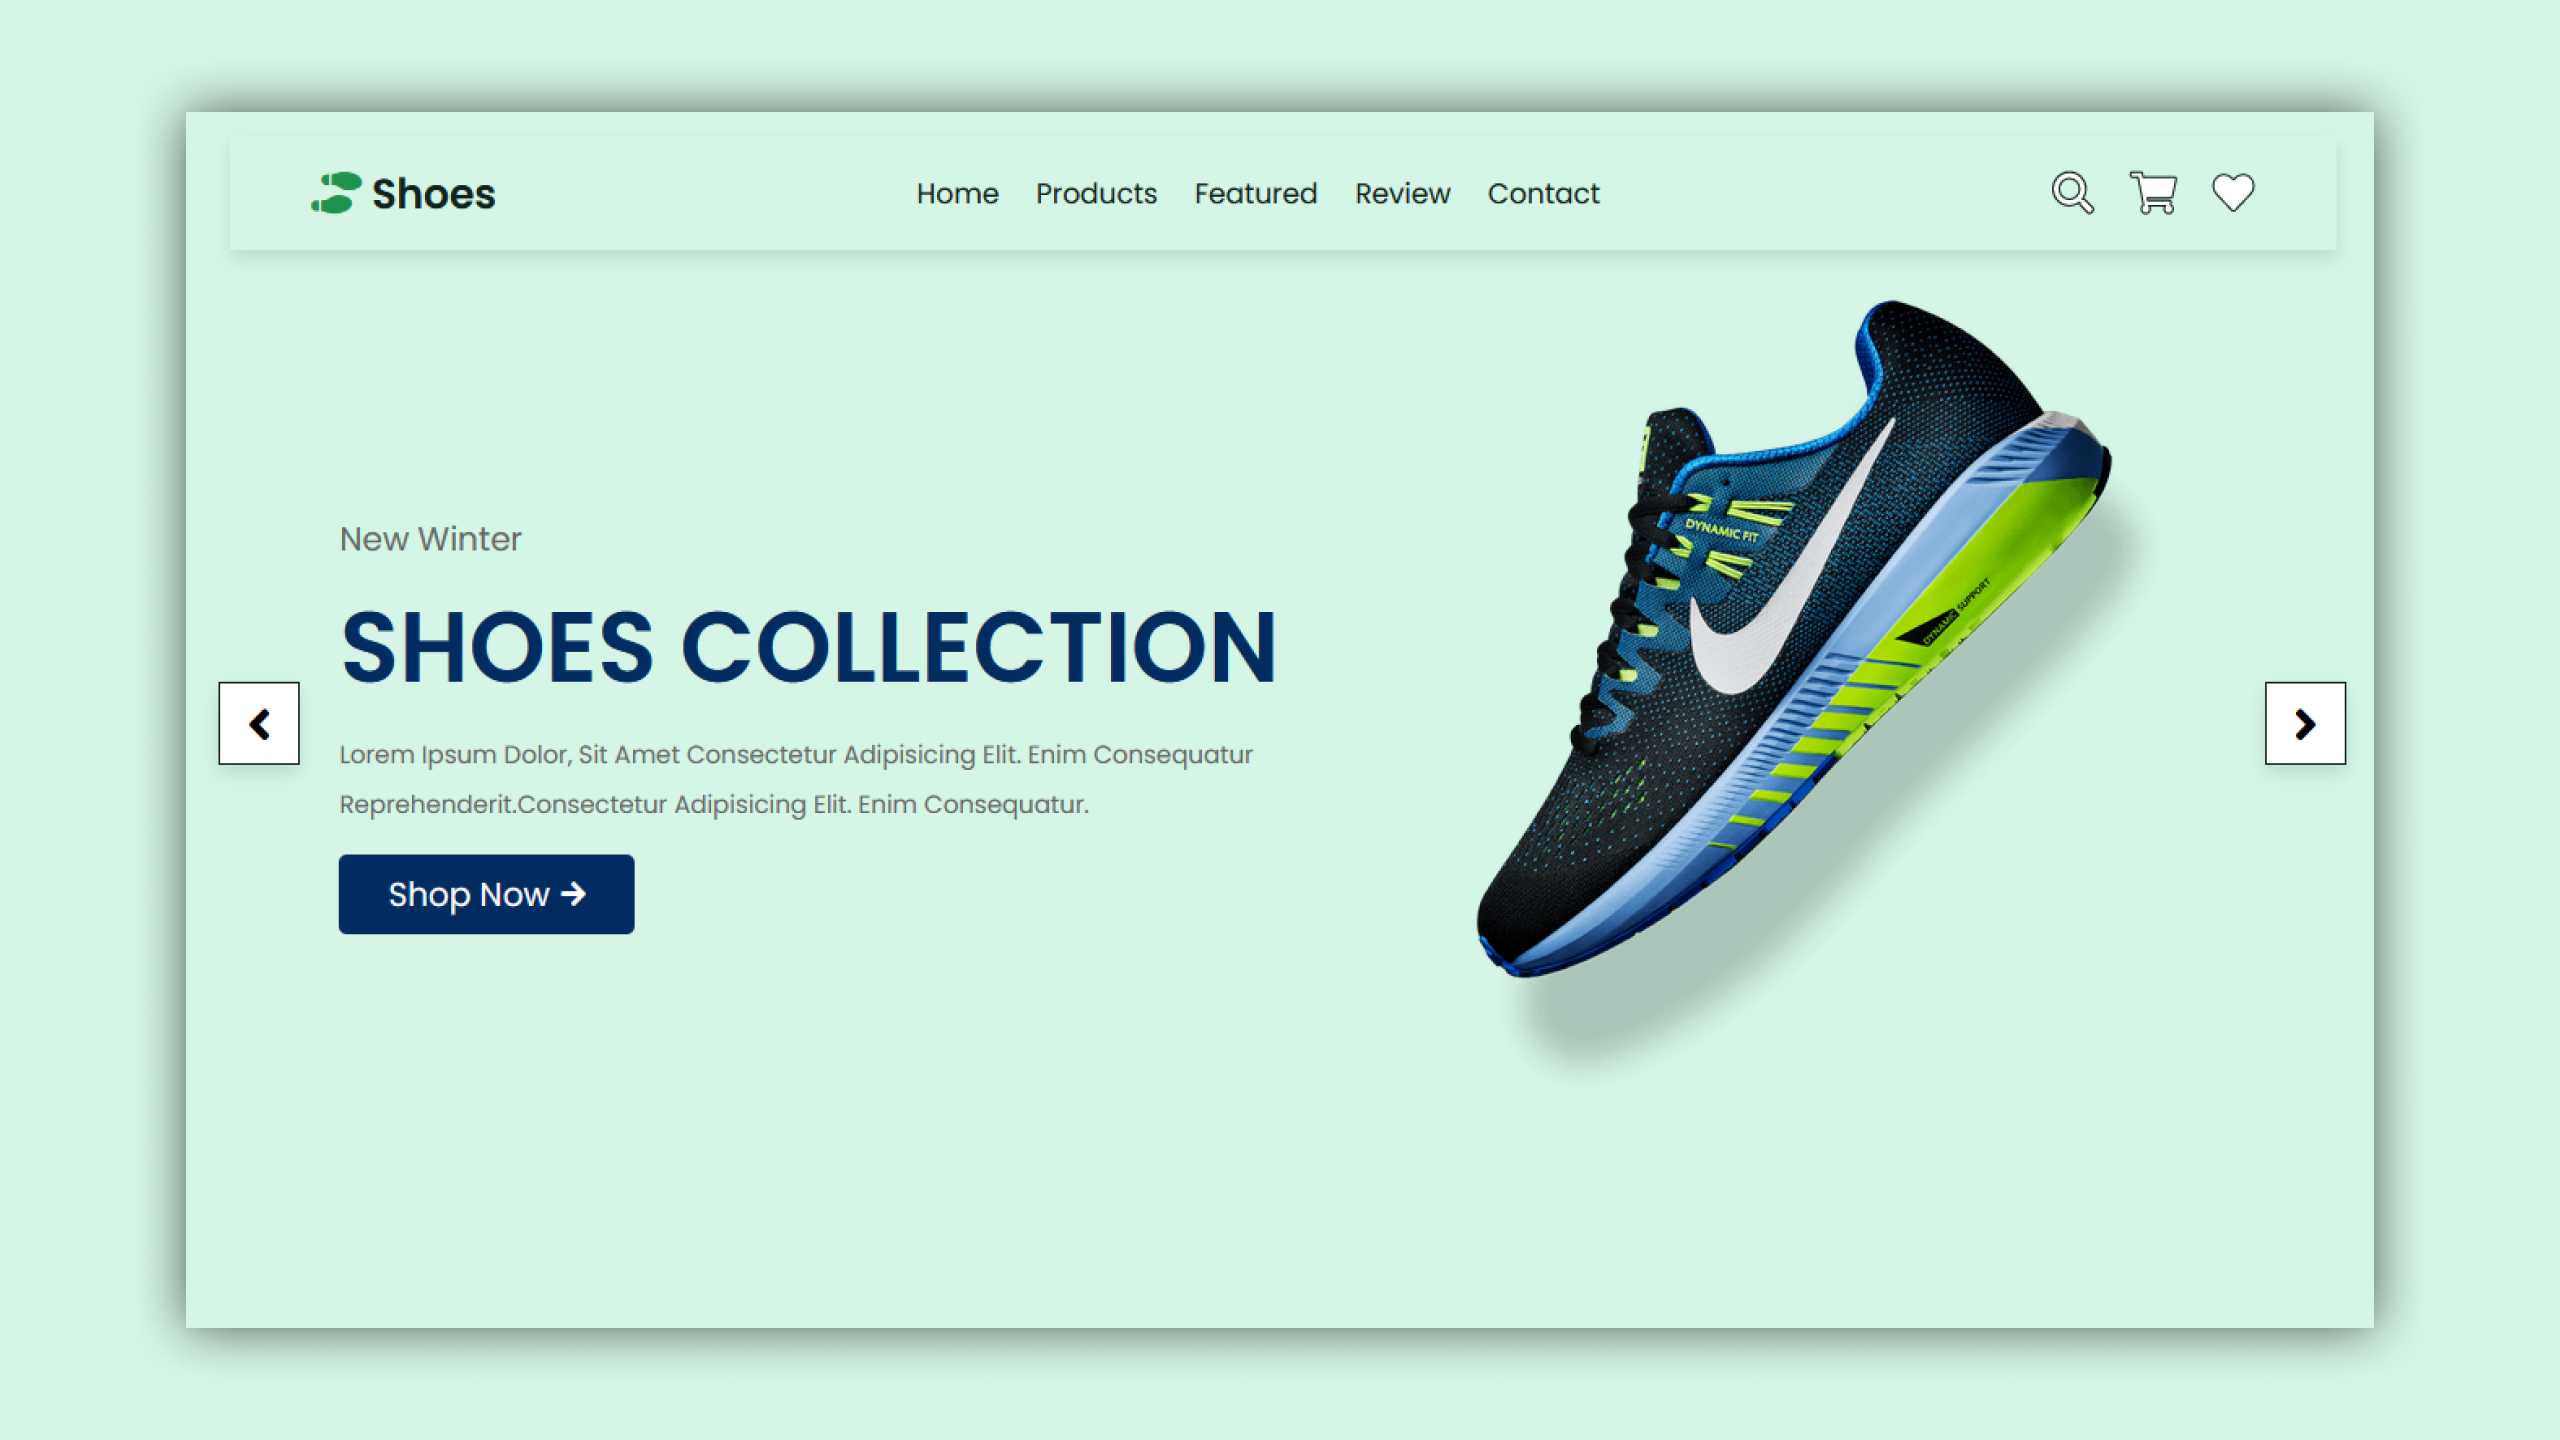 Shoes
Home
Products
Featured
Review
Contact
New Winter
SHOES COLLECTION
Lorem Ipsum Dolor, Sit Amet Consectetur Adipisicing Elit. Enim Consequatur
Reprehenderit.Consectetur Adipisicing Elit. Enim Consequatur.
Shop Now
DYNAMIC FIT
DYNAMIC SUPPORT